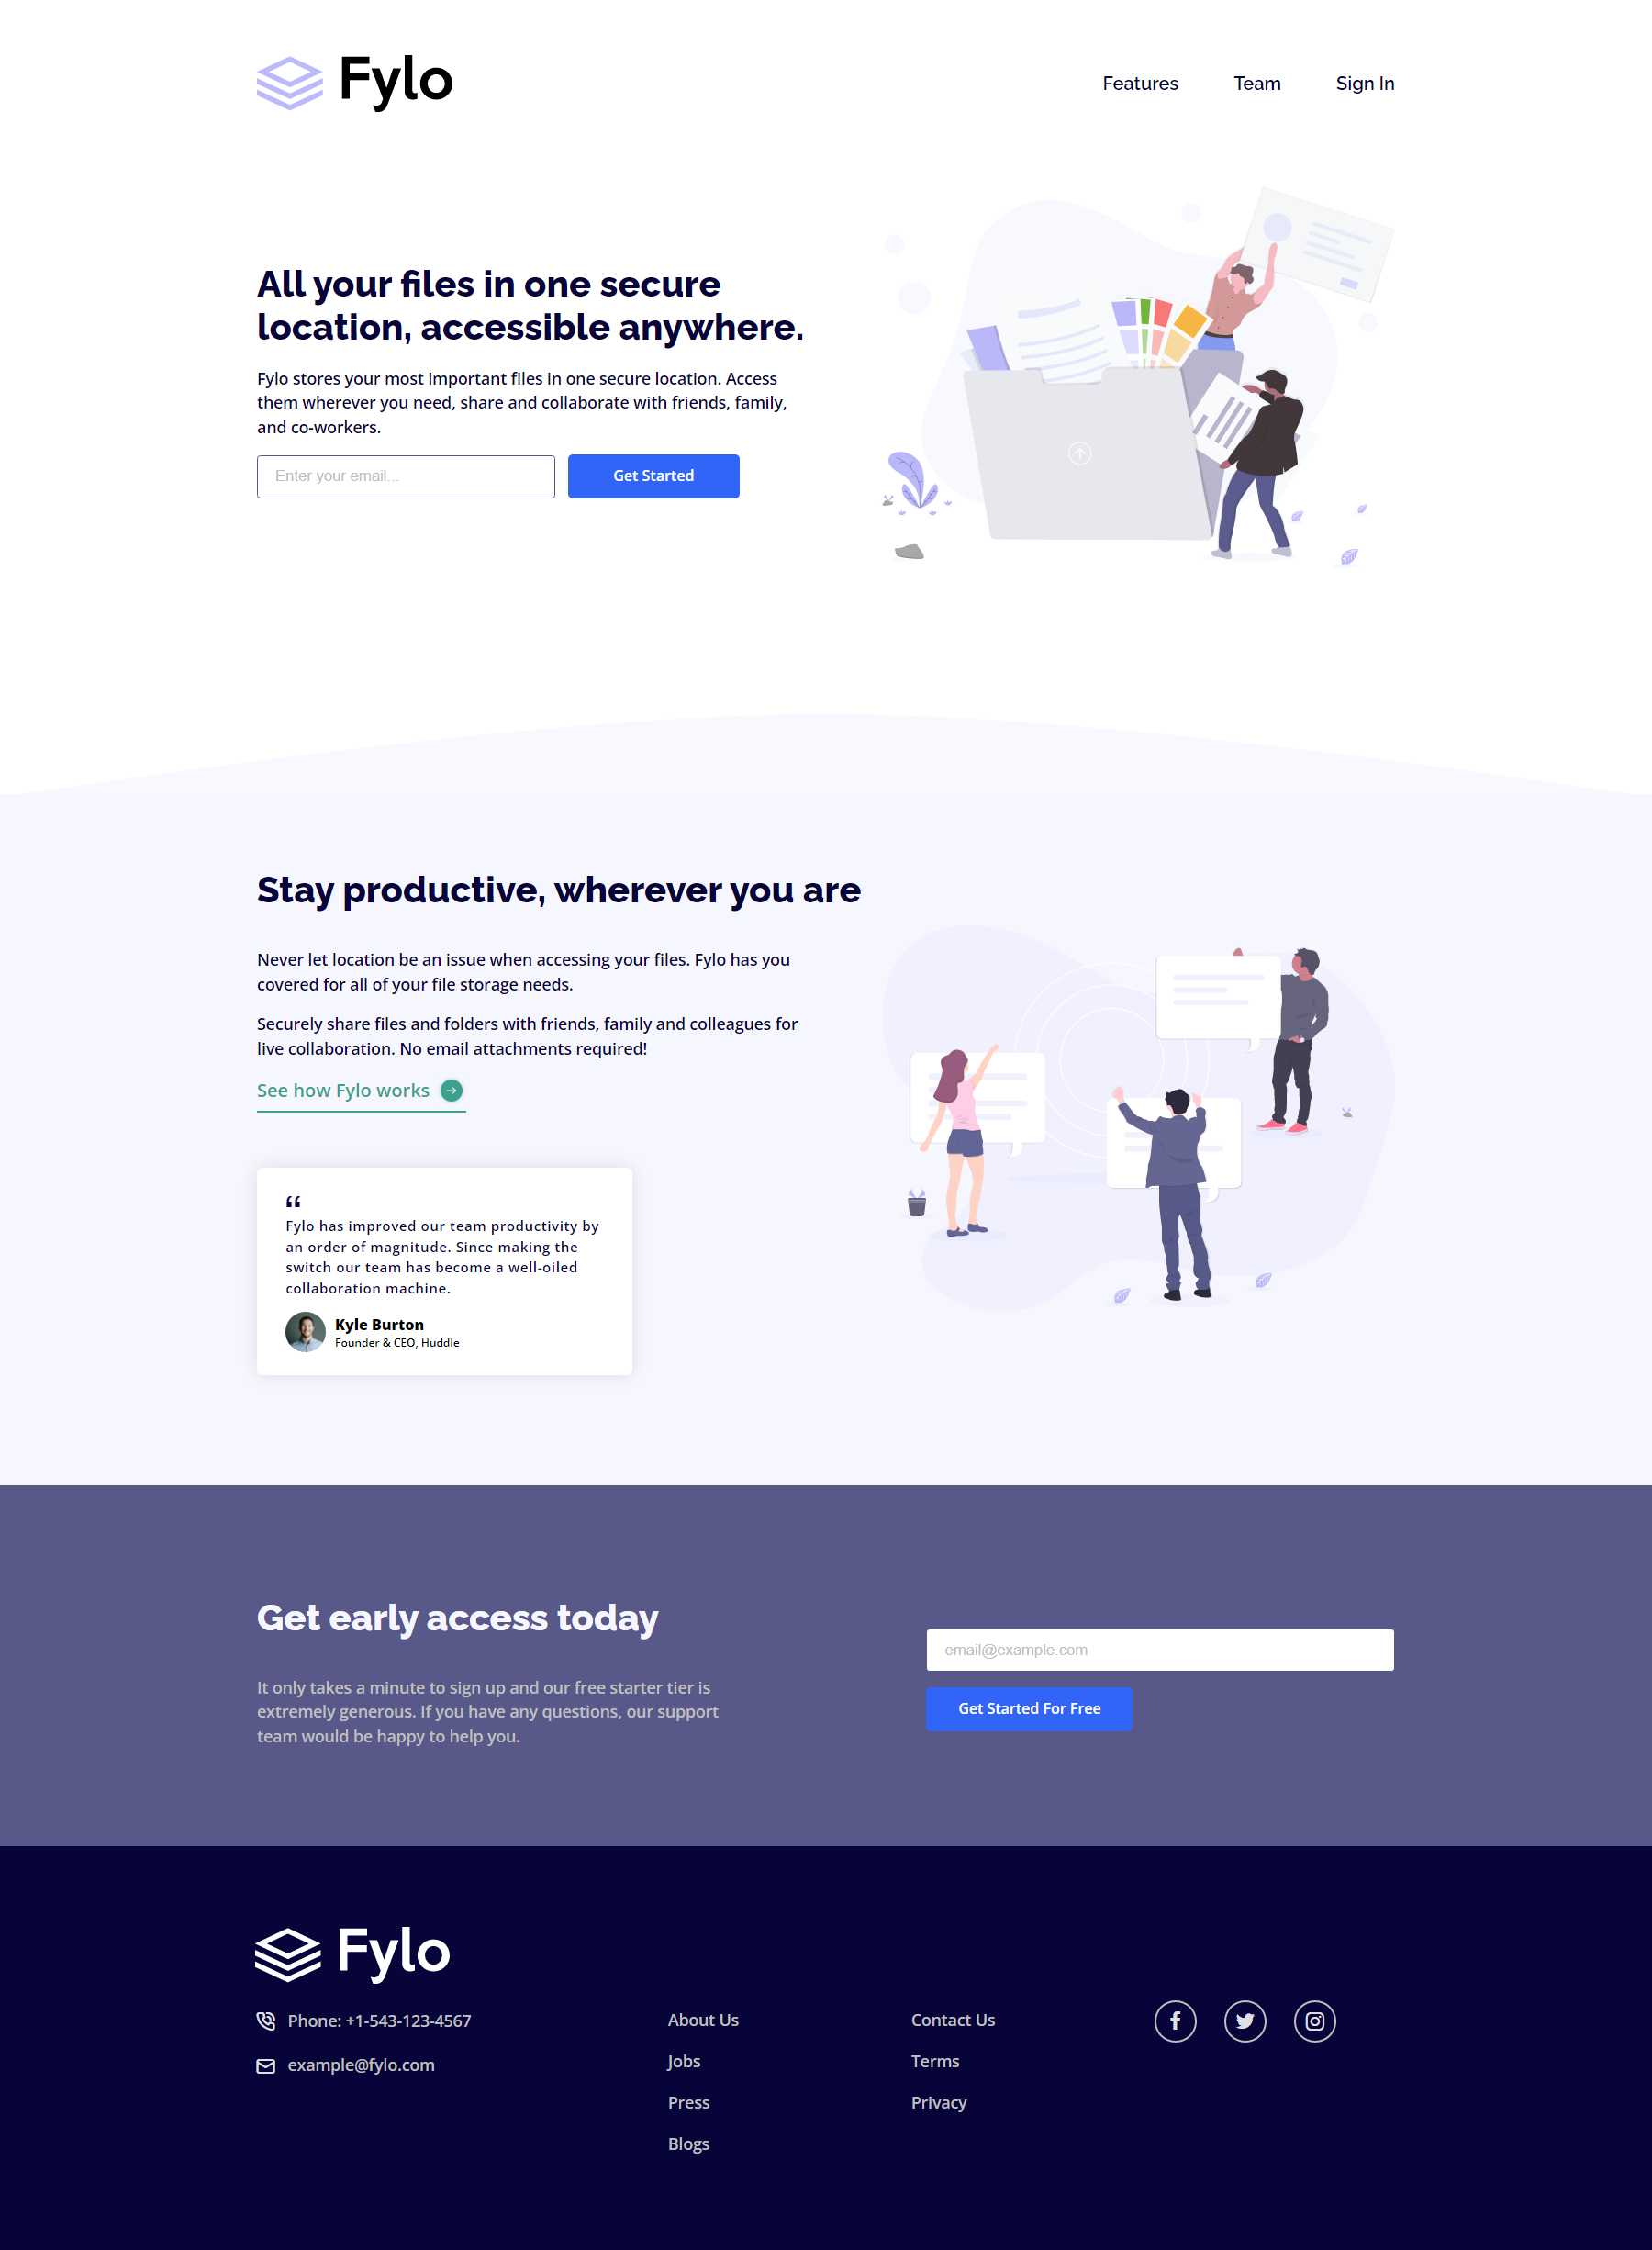 Fylo
Features
Team
Sign In
All your files in one secure
location, accessible anywhere.
Fylo stores your most important files in one secure location. Access
them wherever you need, share and collaborate with friends, family,
and co-workers.
Enter your email...
Get Started
Stay productive, wherever you are
Never let location be an issue when accessing your files. Fylo has you
covered for all of your file storage needs.
Securely share files and folders with friends, family and colleagues for
live collaboration. No email attachments required!
See how Fylo works
“
Fylo has improved our team productivity by
an order of magnitude. Since making the
switch our team has become a well-oiled
collaboration machine.
Kyle Burton
Founder & CEO, Huddle
Get early access today
It only takes a minute to sign up and our free starter tier is
extremely generous. If you have any questions, our support
team would be happy to help you.
email@example.com
Get Started For Free
Fylo
Phone: +1-543-123-4567
example@fylo.com
About Us
Jobs
Press
Blogs
Contact Us
Terms
Privacy